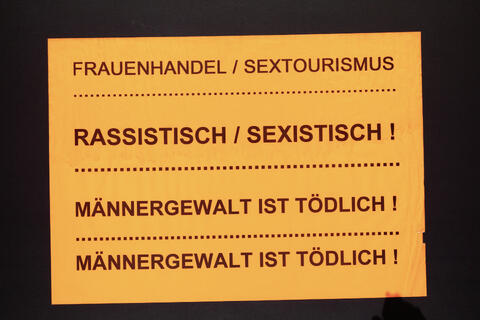 FRAUENHANDEL / SEXTOURISMUS
RASSISTISCH / SEXISTISCH !
MÄNNERGEWALT IST TÖDLICH !
MÄNNERGEWALT IST TÖDLICH !